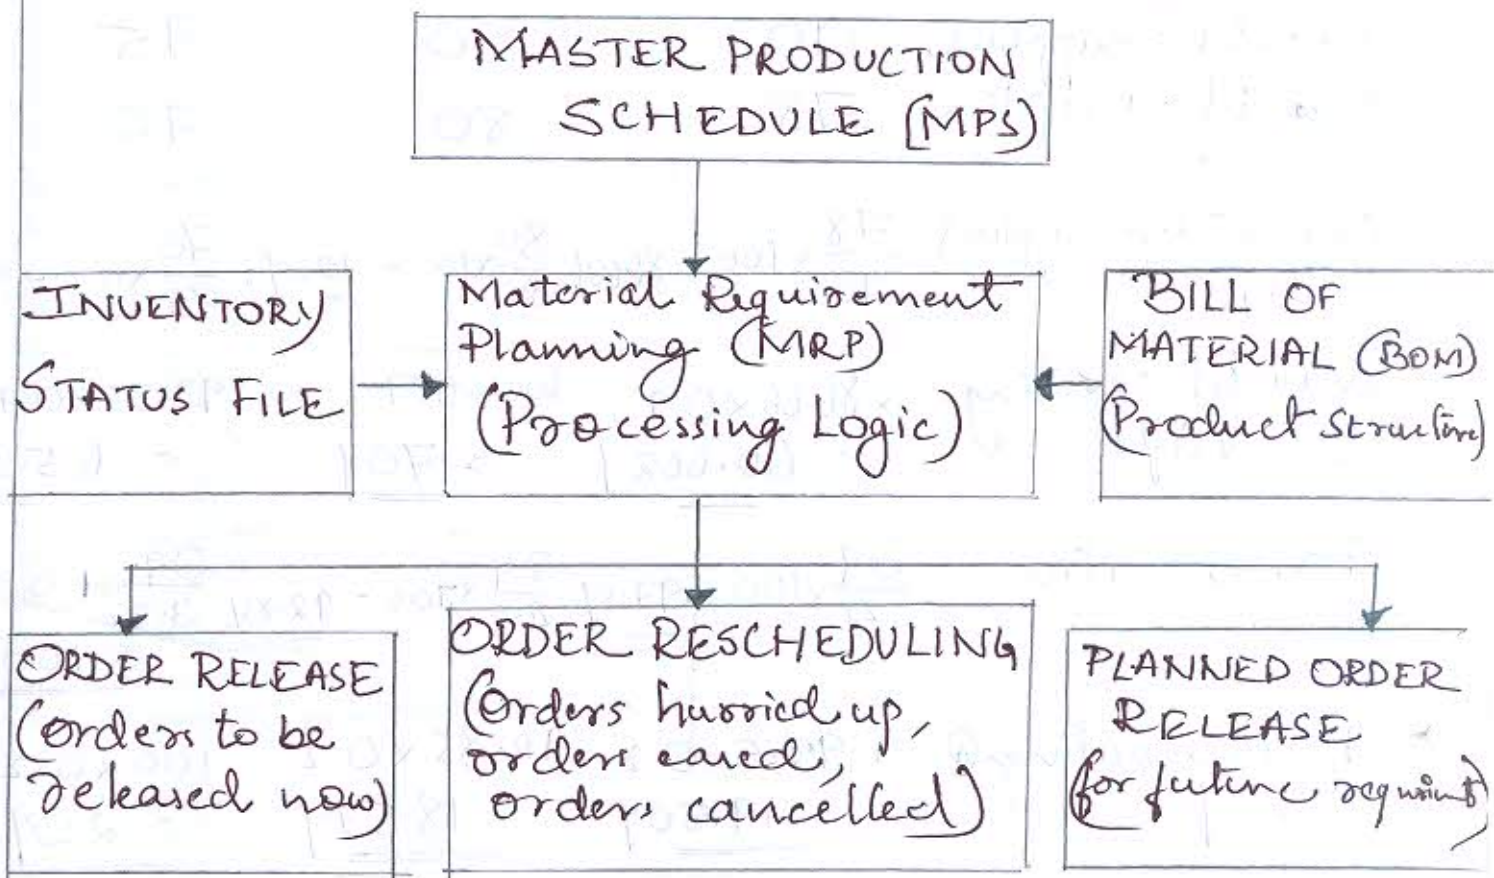 MASTER PRODUCTION
SCHEDULE (MPS)
INVENTORY
STATUS FILE
Material Requirement
Planning (MRP)
(Processing Logic)
BILL OF
MATERIAL (BOM)
(Product Structure)
ORDER RELEASE
(orders to be
released now)
ORDER RESCHEDULING
(Orders hurried up,
orders eased,
orders cancelled)
PLANNED ORDER
RELEASE
(for future requirement)